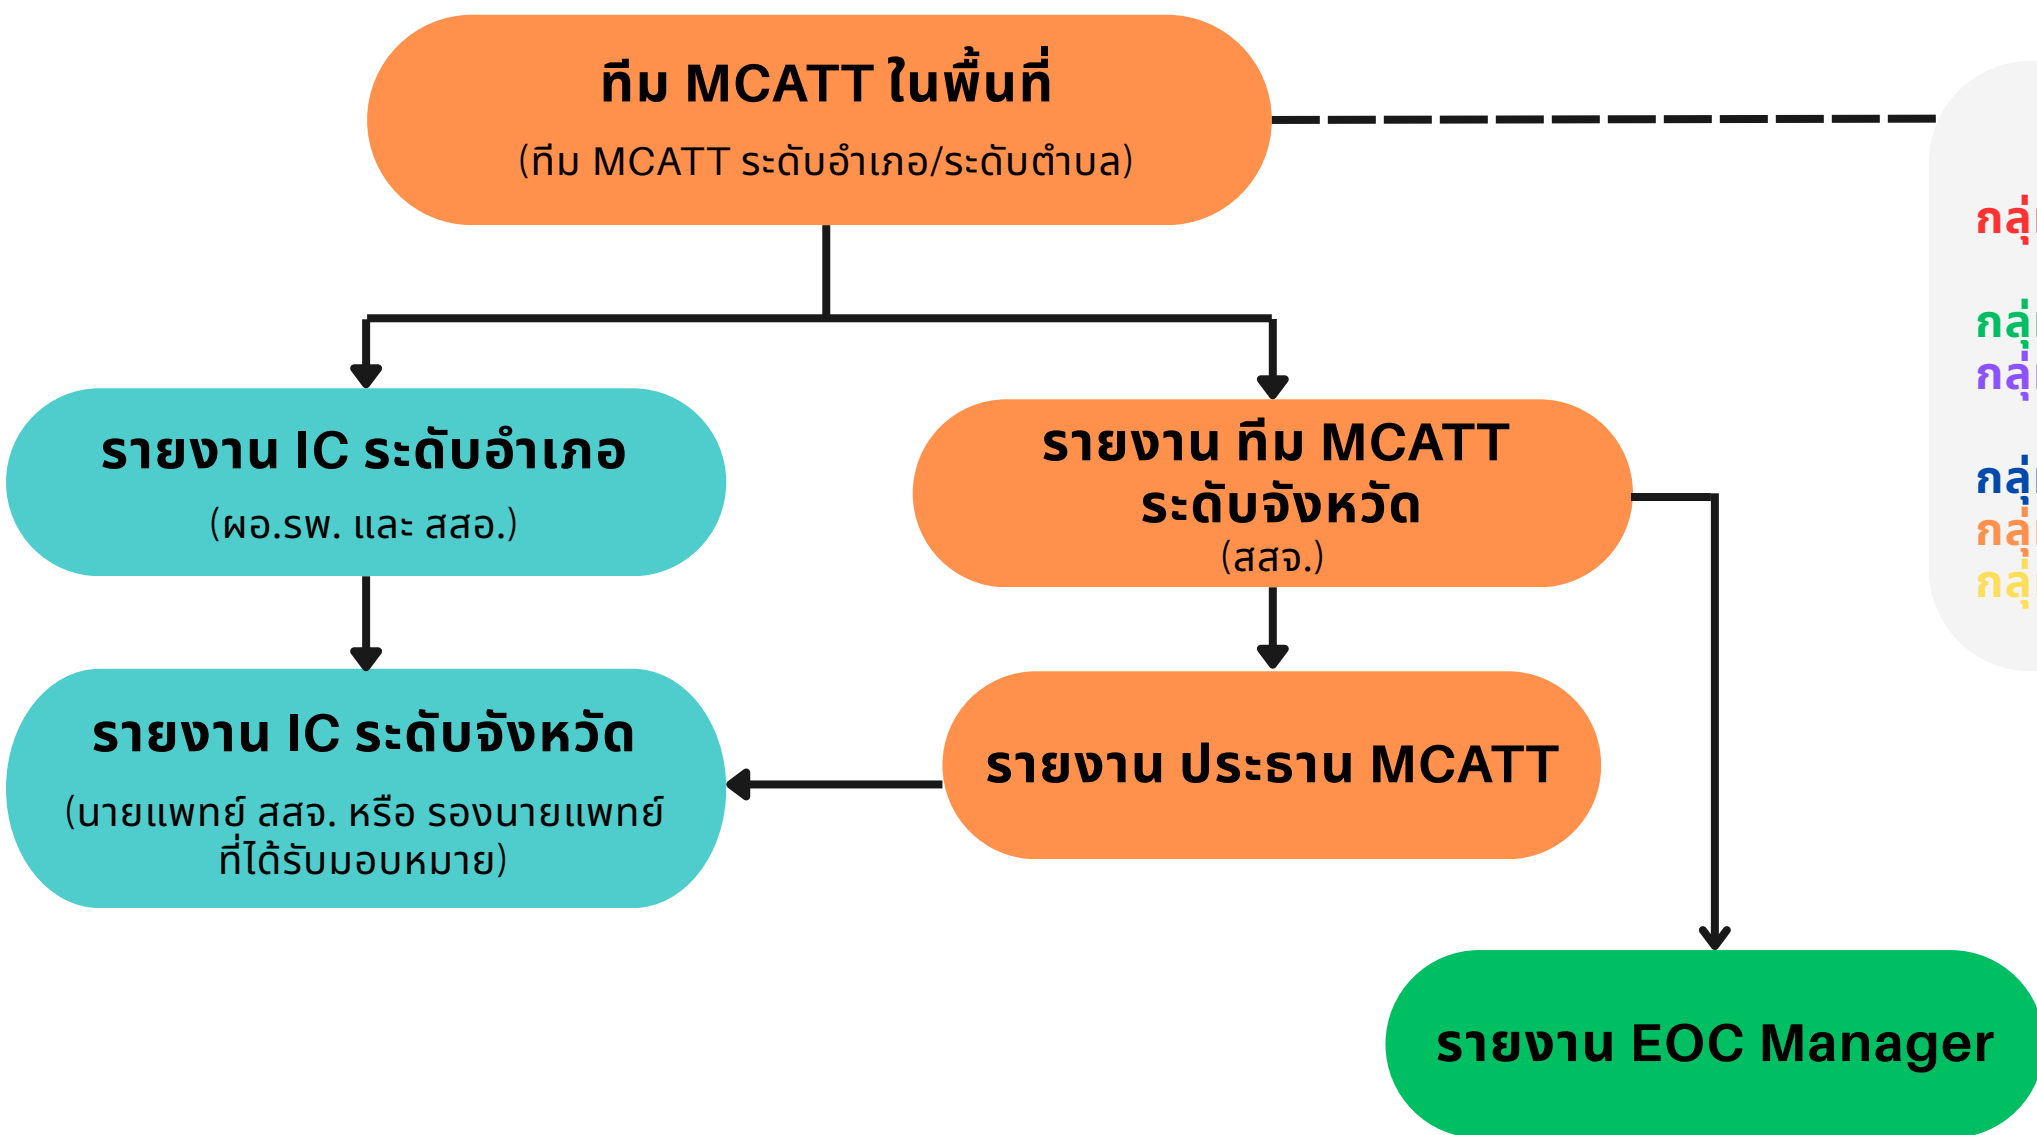 ทีม MCATT ในพื้นที่
(ทีม MCATT ระดับอำเภอ/ระดับตำบล)
รายงาน IC ระดับอำเภอ
(ผอ.รพ. และ สสอ.)
รายงาน ทีม MCATT
ระดับจังหวัด
(สสจ.)
รายงาน IC ระดับจังหวัด
(นายแพทย์ สสจ. หรือ รองนายแพทย์
ที่ได้รับมอบหมาย)
รายงาน ประธาน MCATT
รายงาน EOC Manager